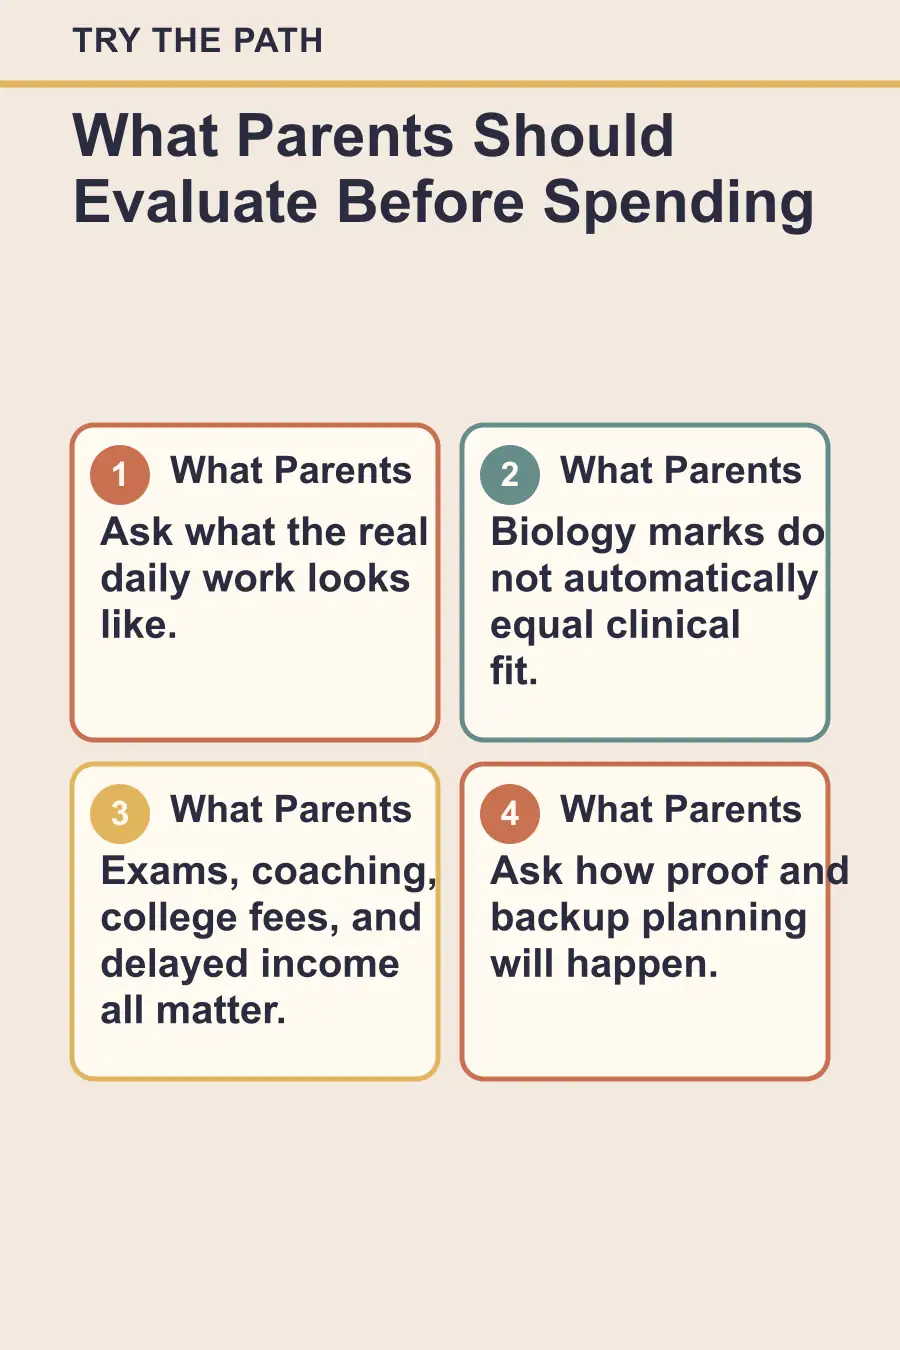 TRY THE PATH
What Parents Should
Evaluate Before Spending
1 What Parents
Ask what the real
daily work looks
like.
2 What Parents
Biology marks do
not automatically
equal clinical
fit.
3 What Parents
Exams, coaching,
college fees, and
delayed income
all matter.
4 What Parents
Ask how proof and
backup planning
will happen.